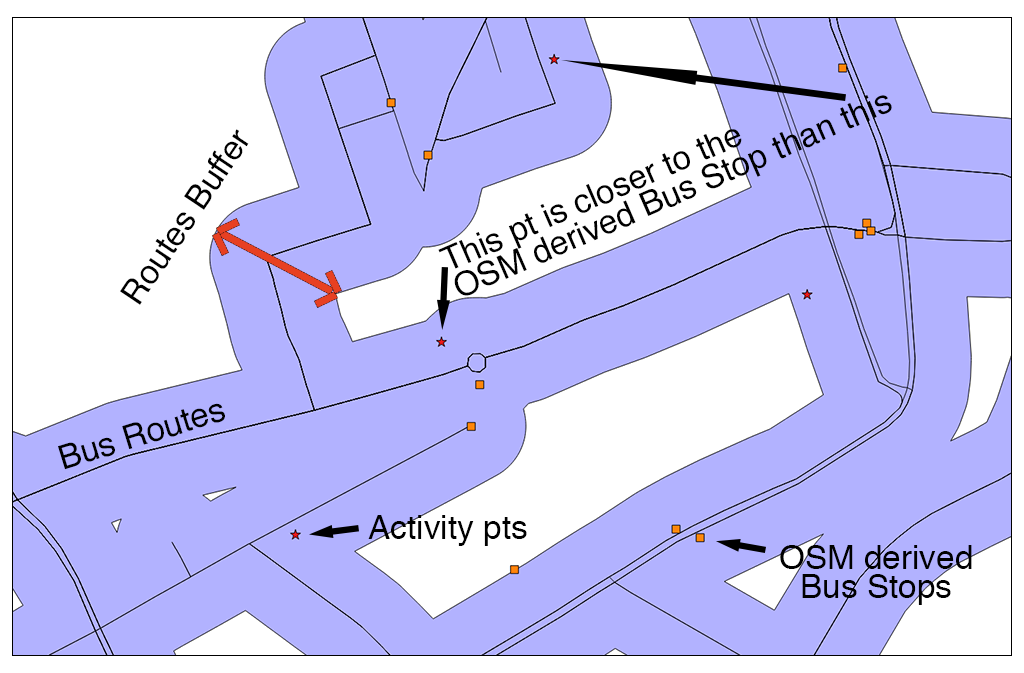 Routes Buffer
This pt is closer to the
OSM derived Bus Stop than this
Bus Routes
Activity pts
OSM derived
Bus Stops